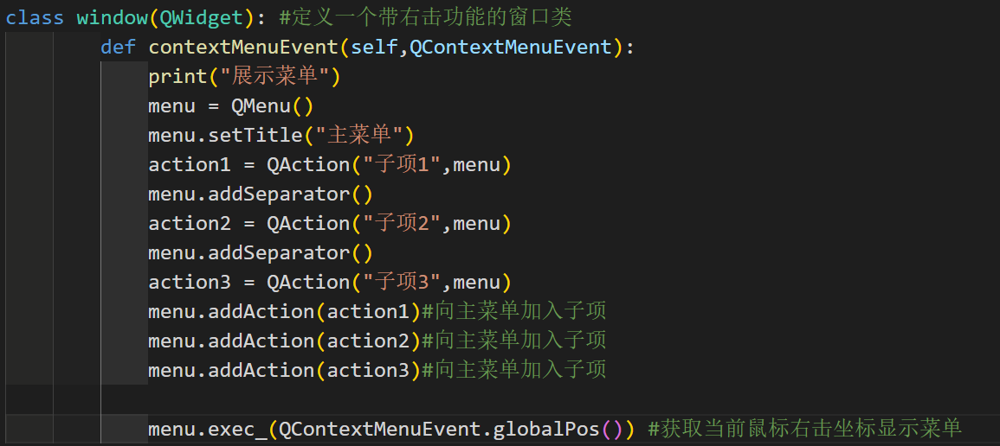 class window(QWidget): #定义一个带右击功能的窗口类
def contextMenuEvent(self,QContextMenuEvent):
print("展示菜单")
menu = QMenu()
menu.setTitle("主菜单")
action1 = QAction("子项1",menu)
menu.addSeparator()
action2 = QAction("子项2",menu)
menu.addSeparator()
action3 = QAction("子项3",menu)
menu.addAction(action1)#向主菜单加入子项
menu.addAction(action2)#向主菜单加入子项
menu.addAction(action3)#向主菜单加入子项
menu.exec_(QContextMenuEvent.globalPos()) #获取当前鼠标右击坐标显示菜单